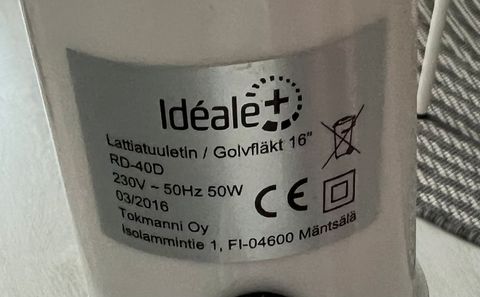 Idéale+
Lattiatuuletin / Golvfläkt 16"
RD-40D
230V ~ 50Hz 50W
03/2016
Tokmanni Oy
Isolammintie 1, FI-04600 Mäntsälä
CE